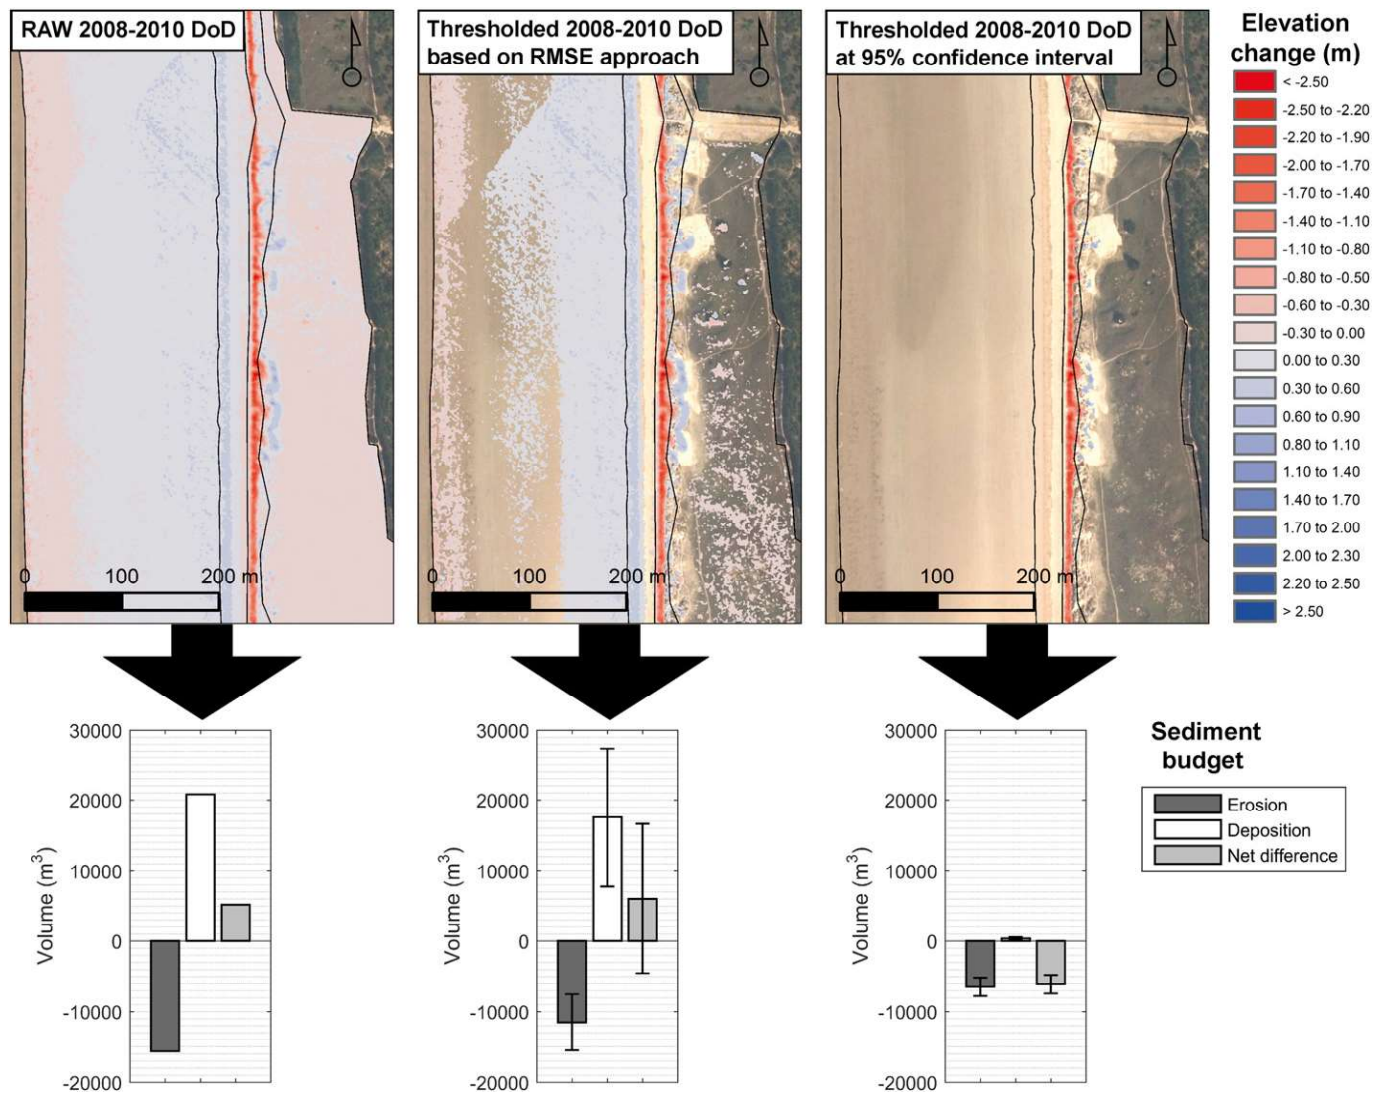 RAW 2008-2010 DoD
Thresholded 2008-2010 DoD
based on RMSE approach
Thresholded 2008-2010 DoD
at 95% confidence interval
Elevation
change (m)
< -2.50
-2.50 to -2.20
-2.20 to -1.90
-2.00 to -1.70
-1.70 to -1.40
-1.40 to -1.10
-1.10 to -0.80
-0.80 to -0.50
-0.60 to -0.30
-0.30 to 0.00
0.00 to 0.30
0.30 to 0.60
0.60 to 0.90
0.80 to 1.10
1.10 to 1.40
1.40 to 1.70
1.70 to 2.00
2.00 to 2.30
2.20 to 2.50
> 2.50
0 100 200 m
0 100 200 m
0 100 200 m
30000
20000
10000
0
-10000
-20000
Volume (m³)
30000
20000
10000
0
-10000
-20000
Volume (m³)
30000
20000
10000
0
-10000
-20000
Volume (m³)
Sediment
budget
Erosion
Deposition
Net difference